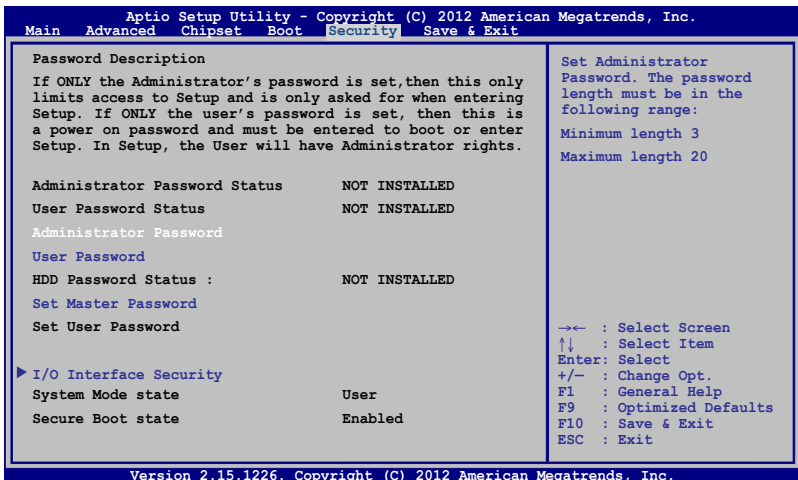 Aptio Setup Utility - Copyright (C) 2012 American Megatrends, Inc.
Main Advanced Chipset Boot Security Save & Exit
Password Description
If ONLY the Administrator's password is set,then this only
limits access to Setup and is only asked for when entering
Setup. If ONLY the user's password is set, then this is
a power on password and must be entered to boot or enter
Setup. In Setup, the User will have Administrator rights.
Administrator Password Status NOT INSTALLED
User Password Status NOT INSTALLED
Administrator Password
User Password
HDD Password Status : NOT INSTALLED
Set Master Password
Set User Password
I/O Interface Security
System Mode state User
Secure Boot state Enabled
Set Administrator
Password. The password
length must be in the
following range:
Minimum length 3
Maximum length 20
→← : Select Screen
↑↓ : Select Item
Enter: Select
+/— : Change Opt.
F1 : General Help
F9 : Optimized Defaults
F10 : Save & Exit
ESC : Exit
Version 2.15.1226. Copyright (C) 2012 American Megatrends, Inc.